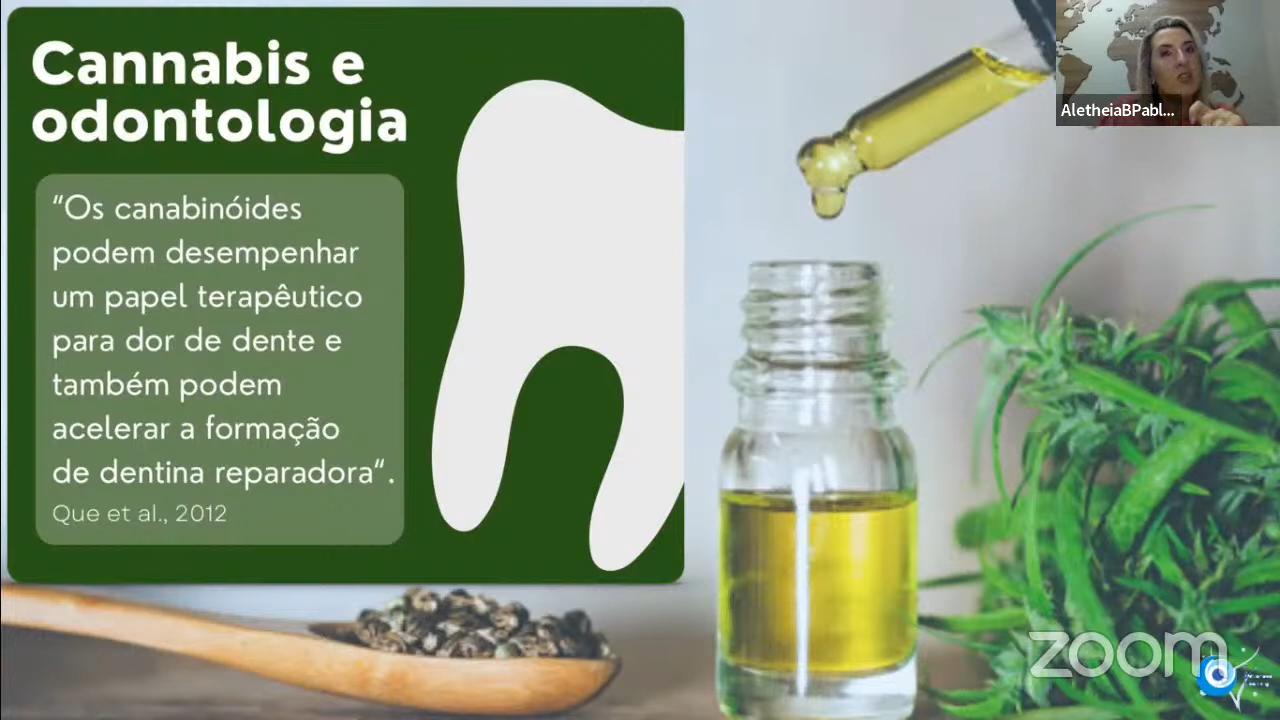 Cannabis e
odontologia
“Os canabinóides
podem desempenhar
um papel terapêutico
para dor de dente e
também podem
acelerar a formação
de dentina reparadora“.
Que et al., 2012
AletheiaBPabl...
zoom